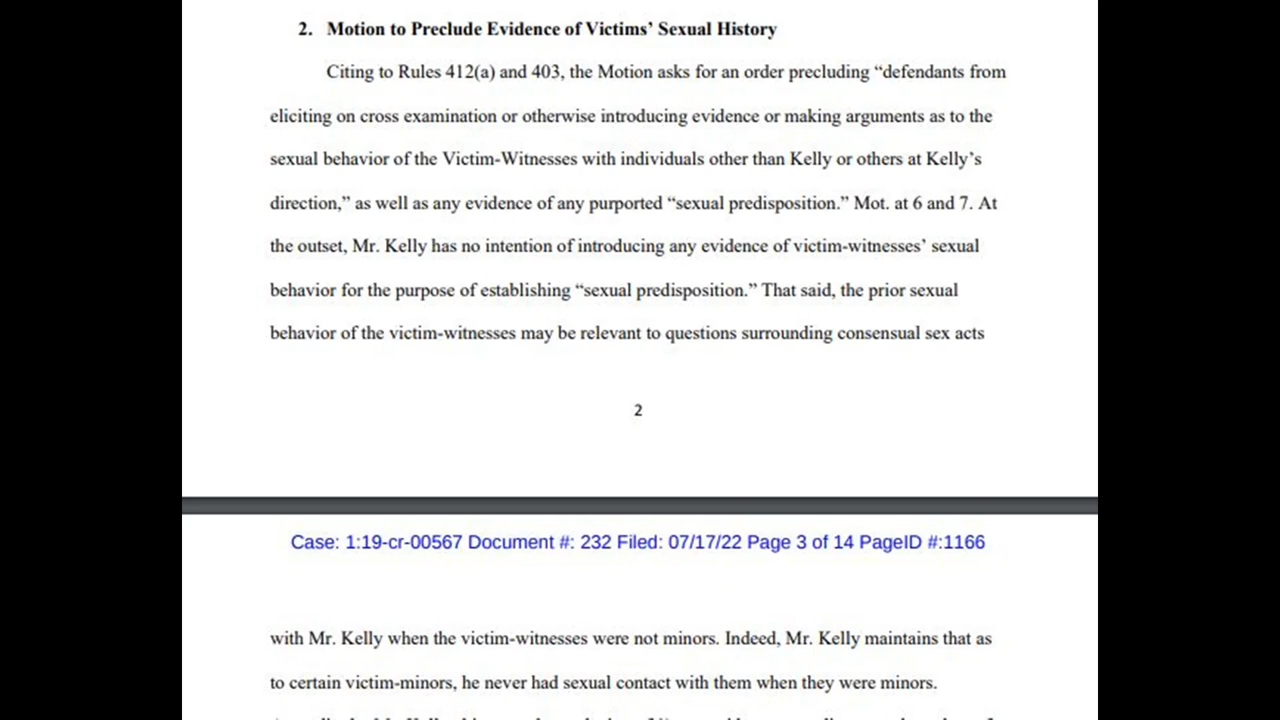 2. Motion to Preclude Evidence of Victims’ Sexual History
Citing to Rules 412(a) and 403, the Motion asks for an order precluding “defendants from
eliciting on cross examination or otherwise introducing evidence or making arguments as to the
sexual behavior of the Victim-Witnesses with individuals other than Kelly or others at Kelly’s
direction,” as well as any evidence of any purported “sexual predisposition.” Mot. at 6 and 7. At
the outset, Mr. Kelly has no intention of introducing any evidence of victim-witnesses’ sexual
behavior for the purpose of establishing “sexual predisposition.” That said, the prior sexual
behavior of the victim-witnesses may be relevant to questions surrounding consensual sex acts
2
Case: 1:19-cr-00567 Document #: 232 Filed: 07/17/22 Page 3 of 14 PageID #:1166
with Mr. Kelly when the victim-witnesses were not minors. Indeed, Mr. Kelly maintains that as
to certain victim-minors, he never had sexual contact with them when they were minors.